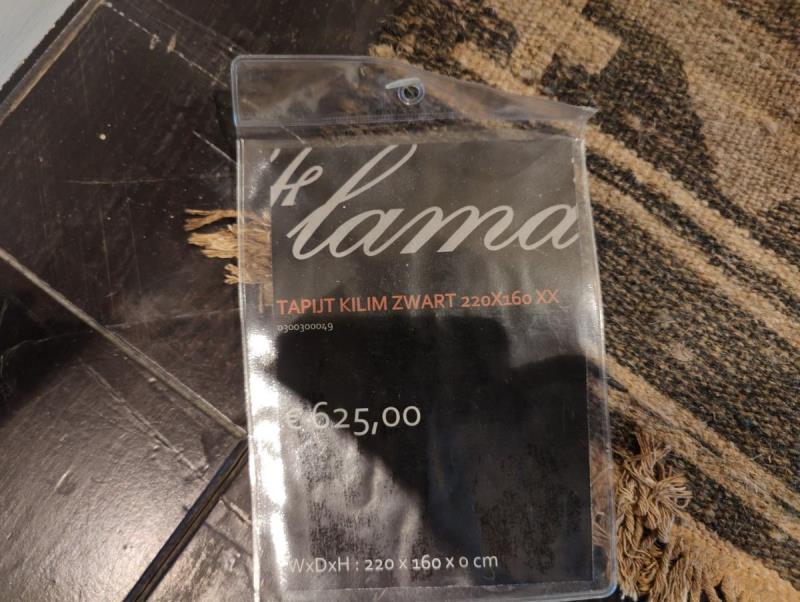 't lama
TAPIJT KILIM ZWART 220X160 XX
0300300049
€ 625,00
WxDxH : 220 x 160 x 0 cm